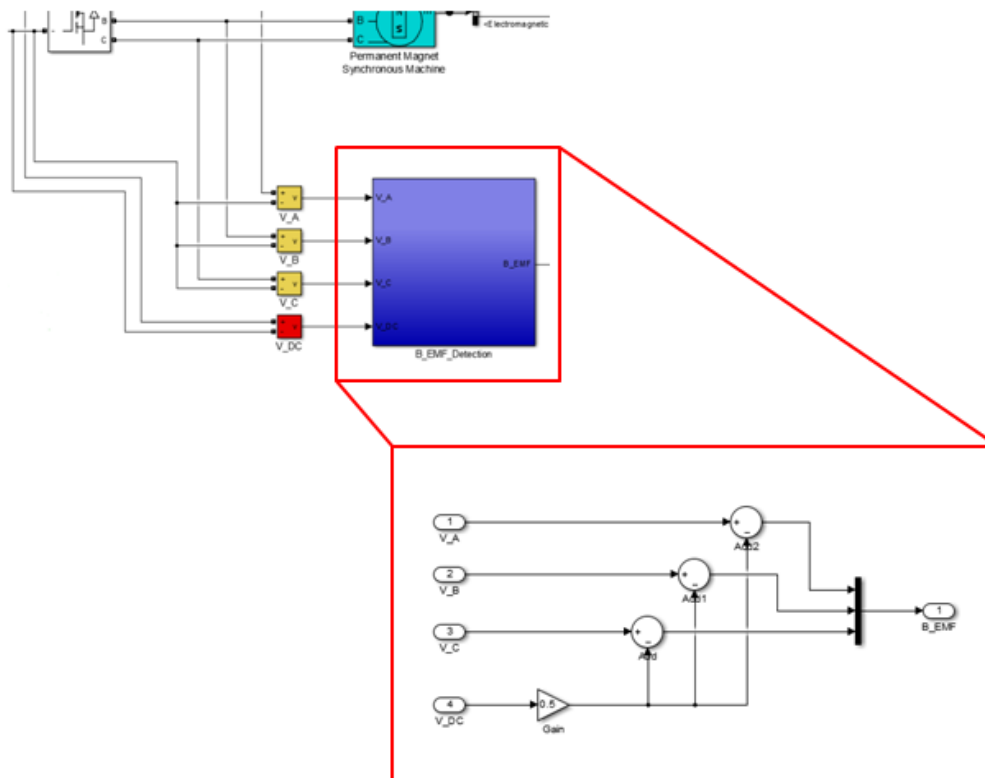 B
C
B
C
N
S
<Electromagnetic
Permanent Magnet
Synchronous Machine
+
-
v
V_A
V_A
+
-
v
V_B
V_B
B_EMF
+
-
v
V_C
V_C
+
-
v
V_DC
V_DC
B_EMF_Detection
1
V_A
+
-
Add2
2
V_B
+
-
Add1
3
V_C
+
-
Add
1
B_EMF
4
V_DC
0.5
Gain